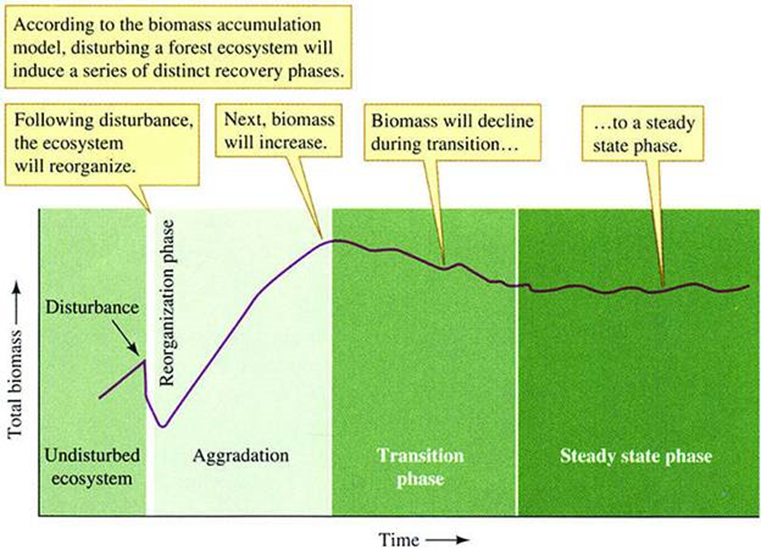 According to the biomass accumulation
model, disturbing a forest ecosystem will
induce a series of distinct recovery phases.
Following disturbance,
the ecosystem
will reorganize.
Next, biomass
will increase.
Biomass will decline
during transition…
…to a steady
state phase.
Total biomass
Disturbance
Reorganization phase
Undisturbed
ecosystem
Aggradation
Transition
phase
Steady state phase
Time